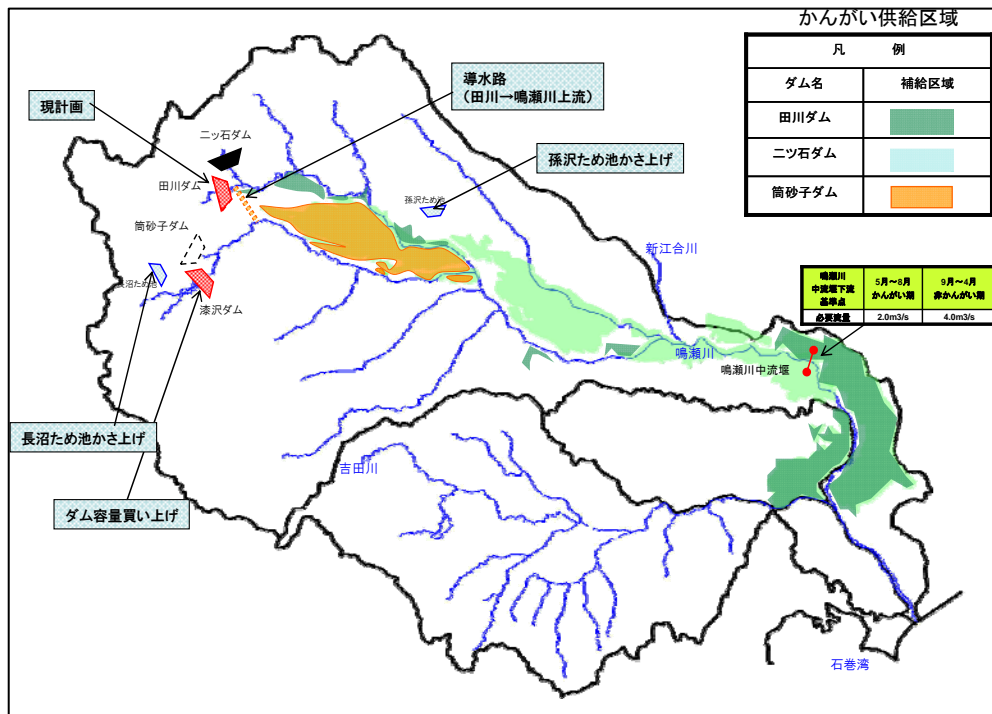 かんがい供給区域
凡　例
ダム名 補給区域
田川ダム
二ツ石ダム
筒砂子ダム
導水路
(田川→鳴瀬川上流)
現計画
二ッ石ダム
孫沢ため池かさ上げ
田川ダム
孫沢ため池
筒砂子ダム
新江合川
長沼ため池
漆沢ダム
鳴瀬川
中流堰下流
基準点
5月～8月
かんがい期
9月～4月
非かんがい期
必要流量 2.0m3/s 4.0m3/s
鳴瀬川
鳴瀬川中流堰
長沼ため池かさ上げ
吉田川
ダム容量買い上げ
石巻湾